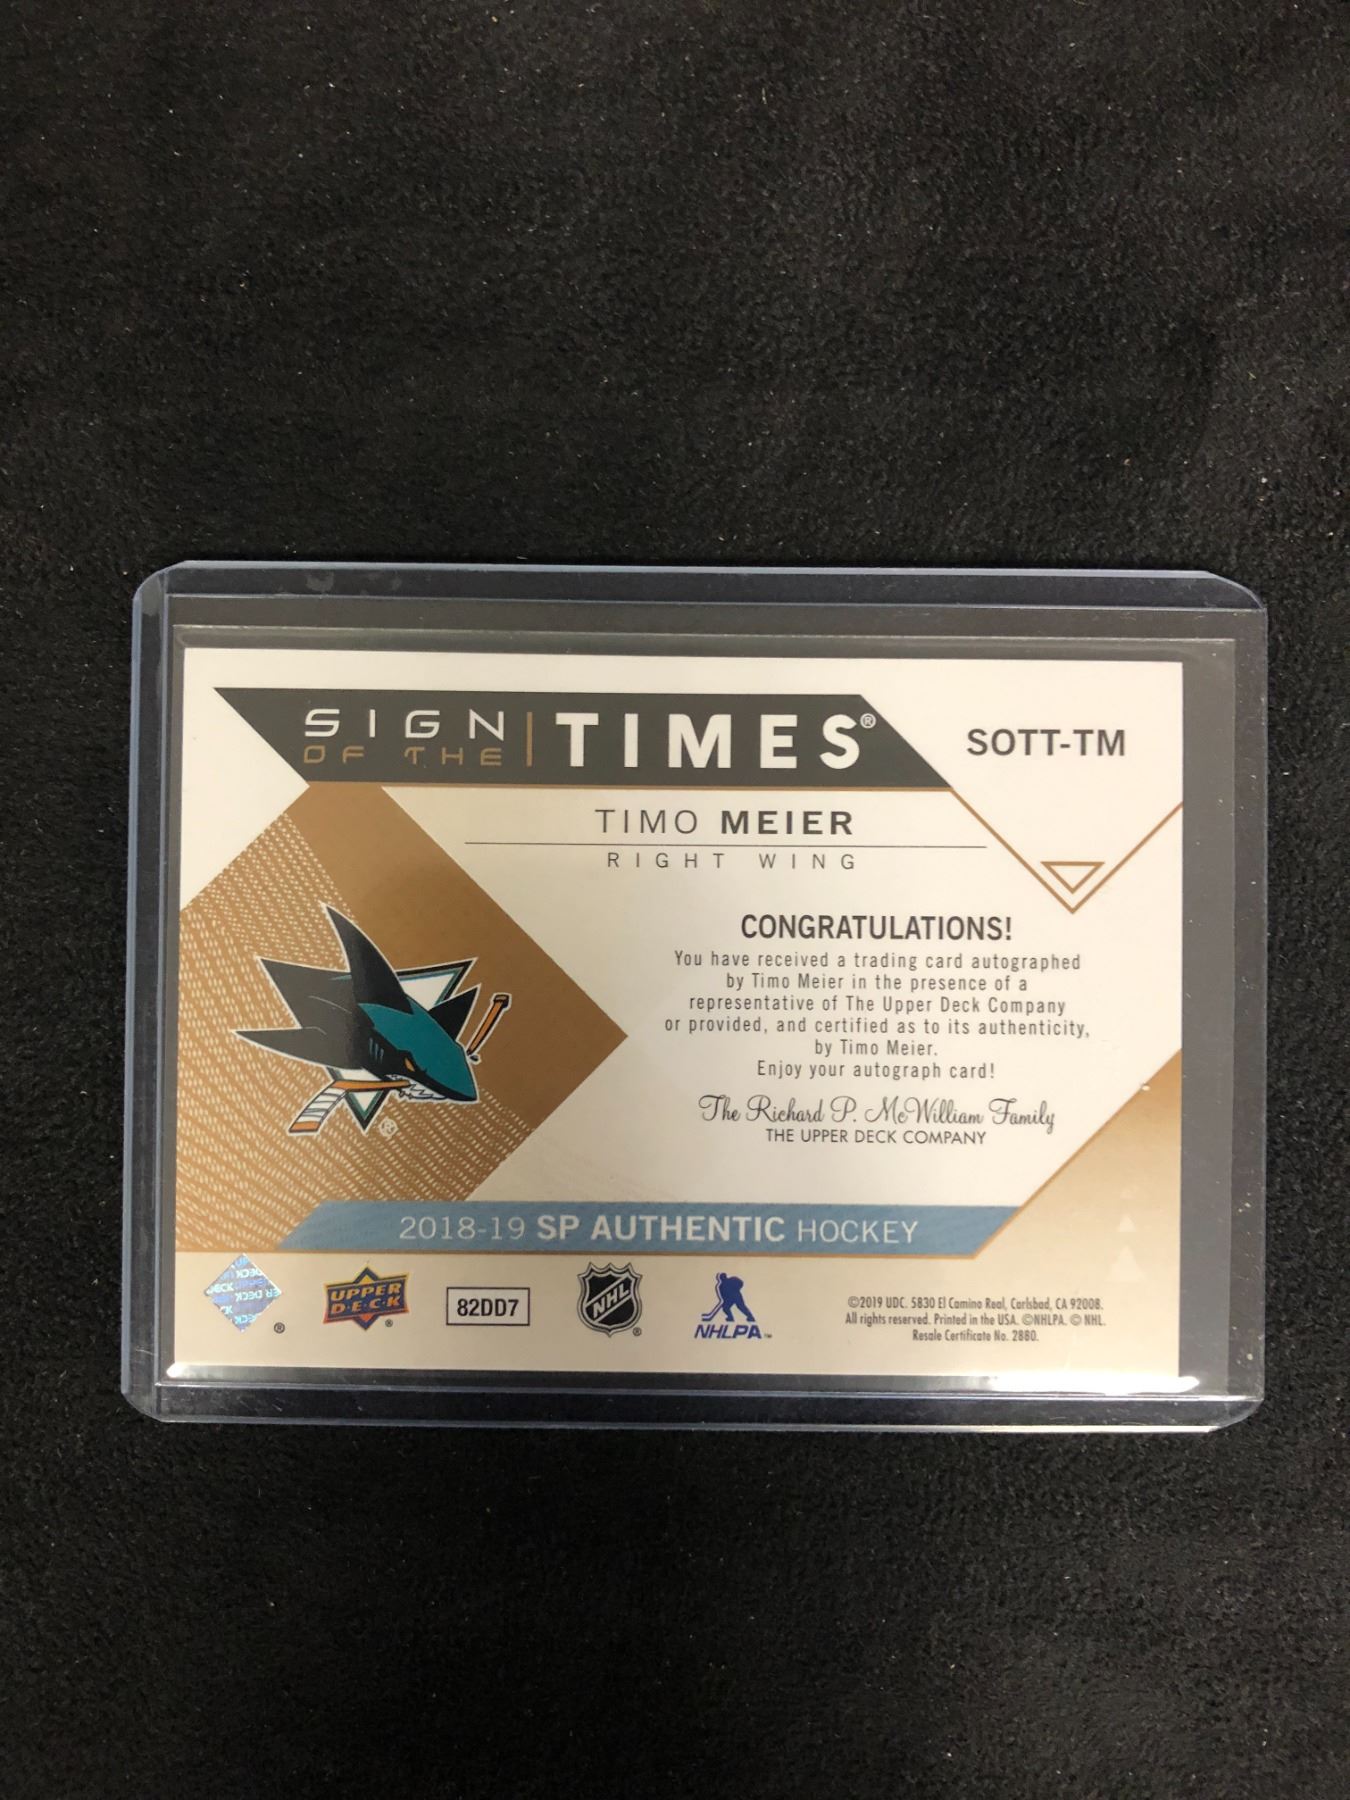 SIGN OF THE | TIMES®
SOTT-TM
TIMO MEIER
RIGHT WING
CONGRATULATIONS!
You have received a trading card autographed
by Timo Meier in the presence of a
representative of The Upper Deck Company
or provided, and certified as to its authenticity,
by Timo Meier.
Enjoy your autograph card!
The Richard P. McWilliam Family
THE UPPER DECK COMPANY
®
2018-19 SP AUTHENTIC HOCKEY
®
UPPER DECK®
82DD7
NHL®
NHLPA™
©2019 UDC. 5830 El Camino Real, Carlsbad, CA 92008.
All rights reserved. Printed in the USA. ©NHLPA. © NHL.
Resale Certificate No. 2880.